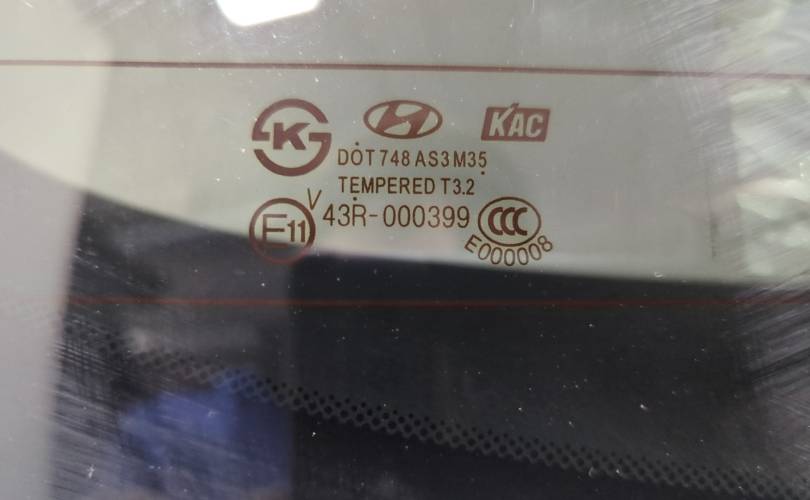 K KAC
DOT 748 AS3 M35
TEMPERED T3.2
V
E11 43R-000399 CCC
E000008